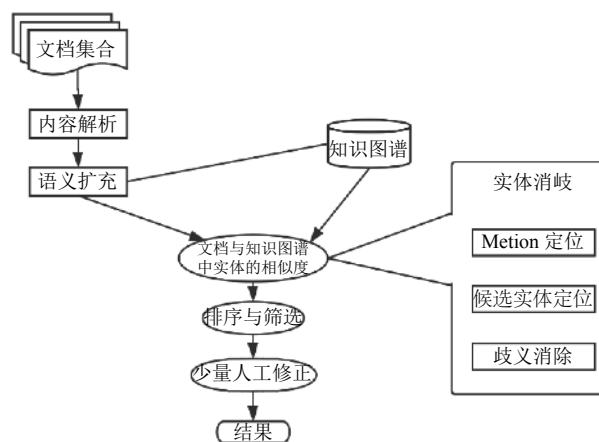 文档集合
内容解析
语义扩充
知识图谱
文档与知识图谱
中实体的相似度
排序与筛选
少量人工修正
结果
实体消岐
Metion 定位
候选实体定位
歧义消除